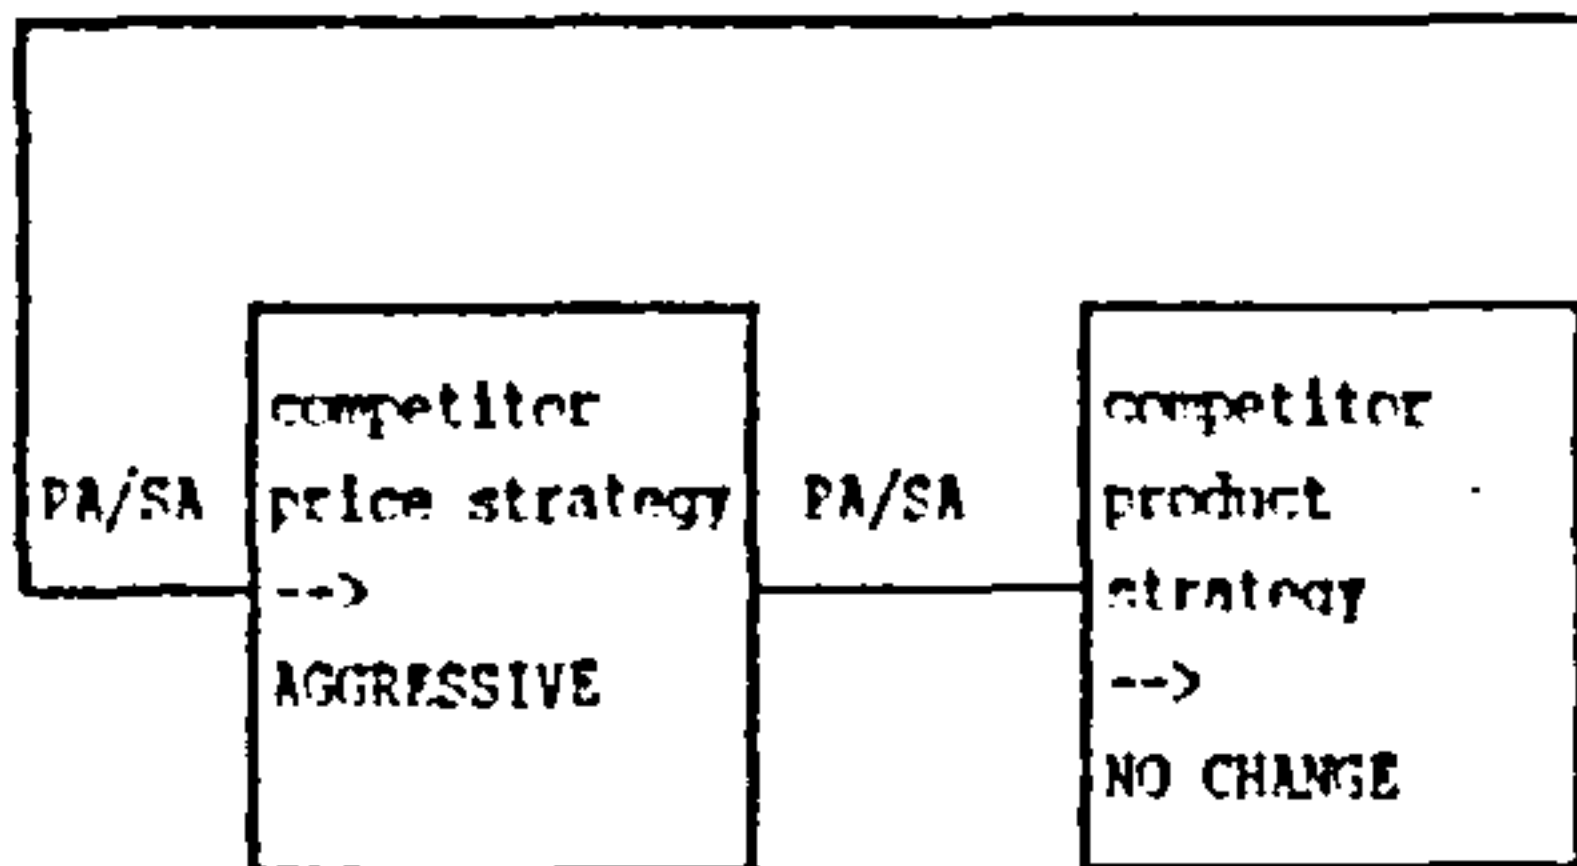 PA/SA
competitor
price strategy
-->
AGGRESSIVE
PA/SA
competitor
product
strategy
-->
NO CHANGE